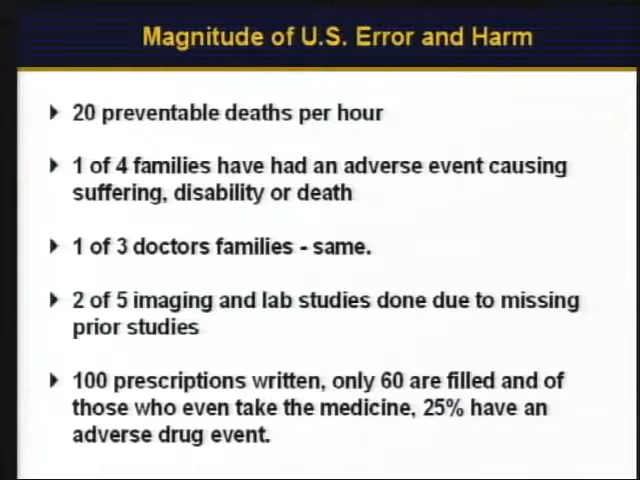 Magnitude of U.S. Error and Harm
20 preventable deaths per hour
1 of 4 families have had an adverse event causing
suffering, disability or death
1 of 3 doctors families - same.
2 of 5 imaging and lab studies done due to missing
prior studies
100 prescriptions written, only 60 are filled and of
those who even take the medicine, 25% have an
adverse drug event.